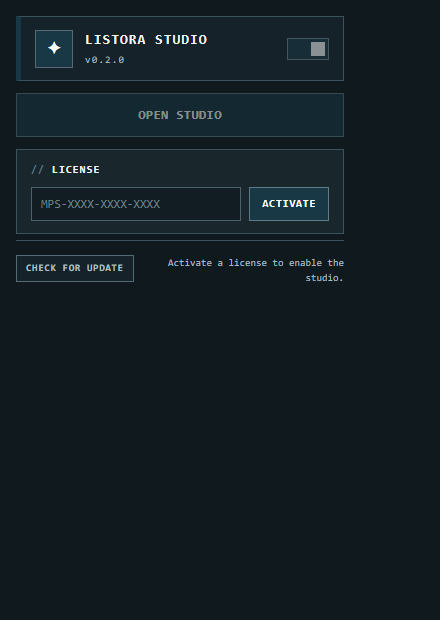 LISTORA STUDIO
v0.2.0
OPEN STUDIO
// LICENSE
MPS-XXXX-XXXX-XXXX
ACTIVATE
CHECK FOR UPDATE
Activate a license to enable the
studio.